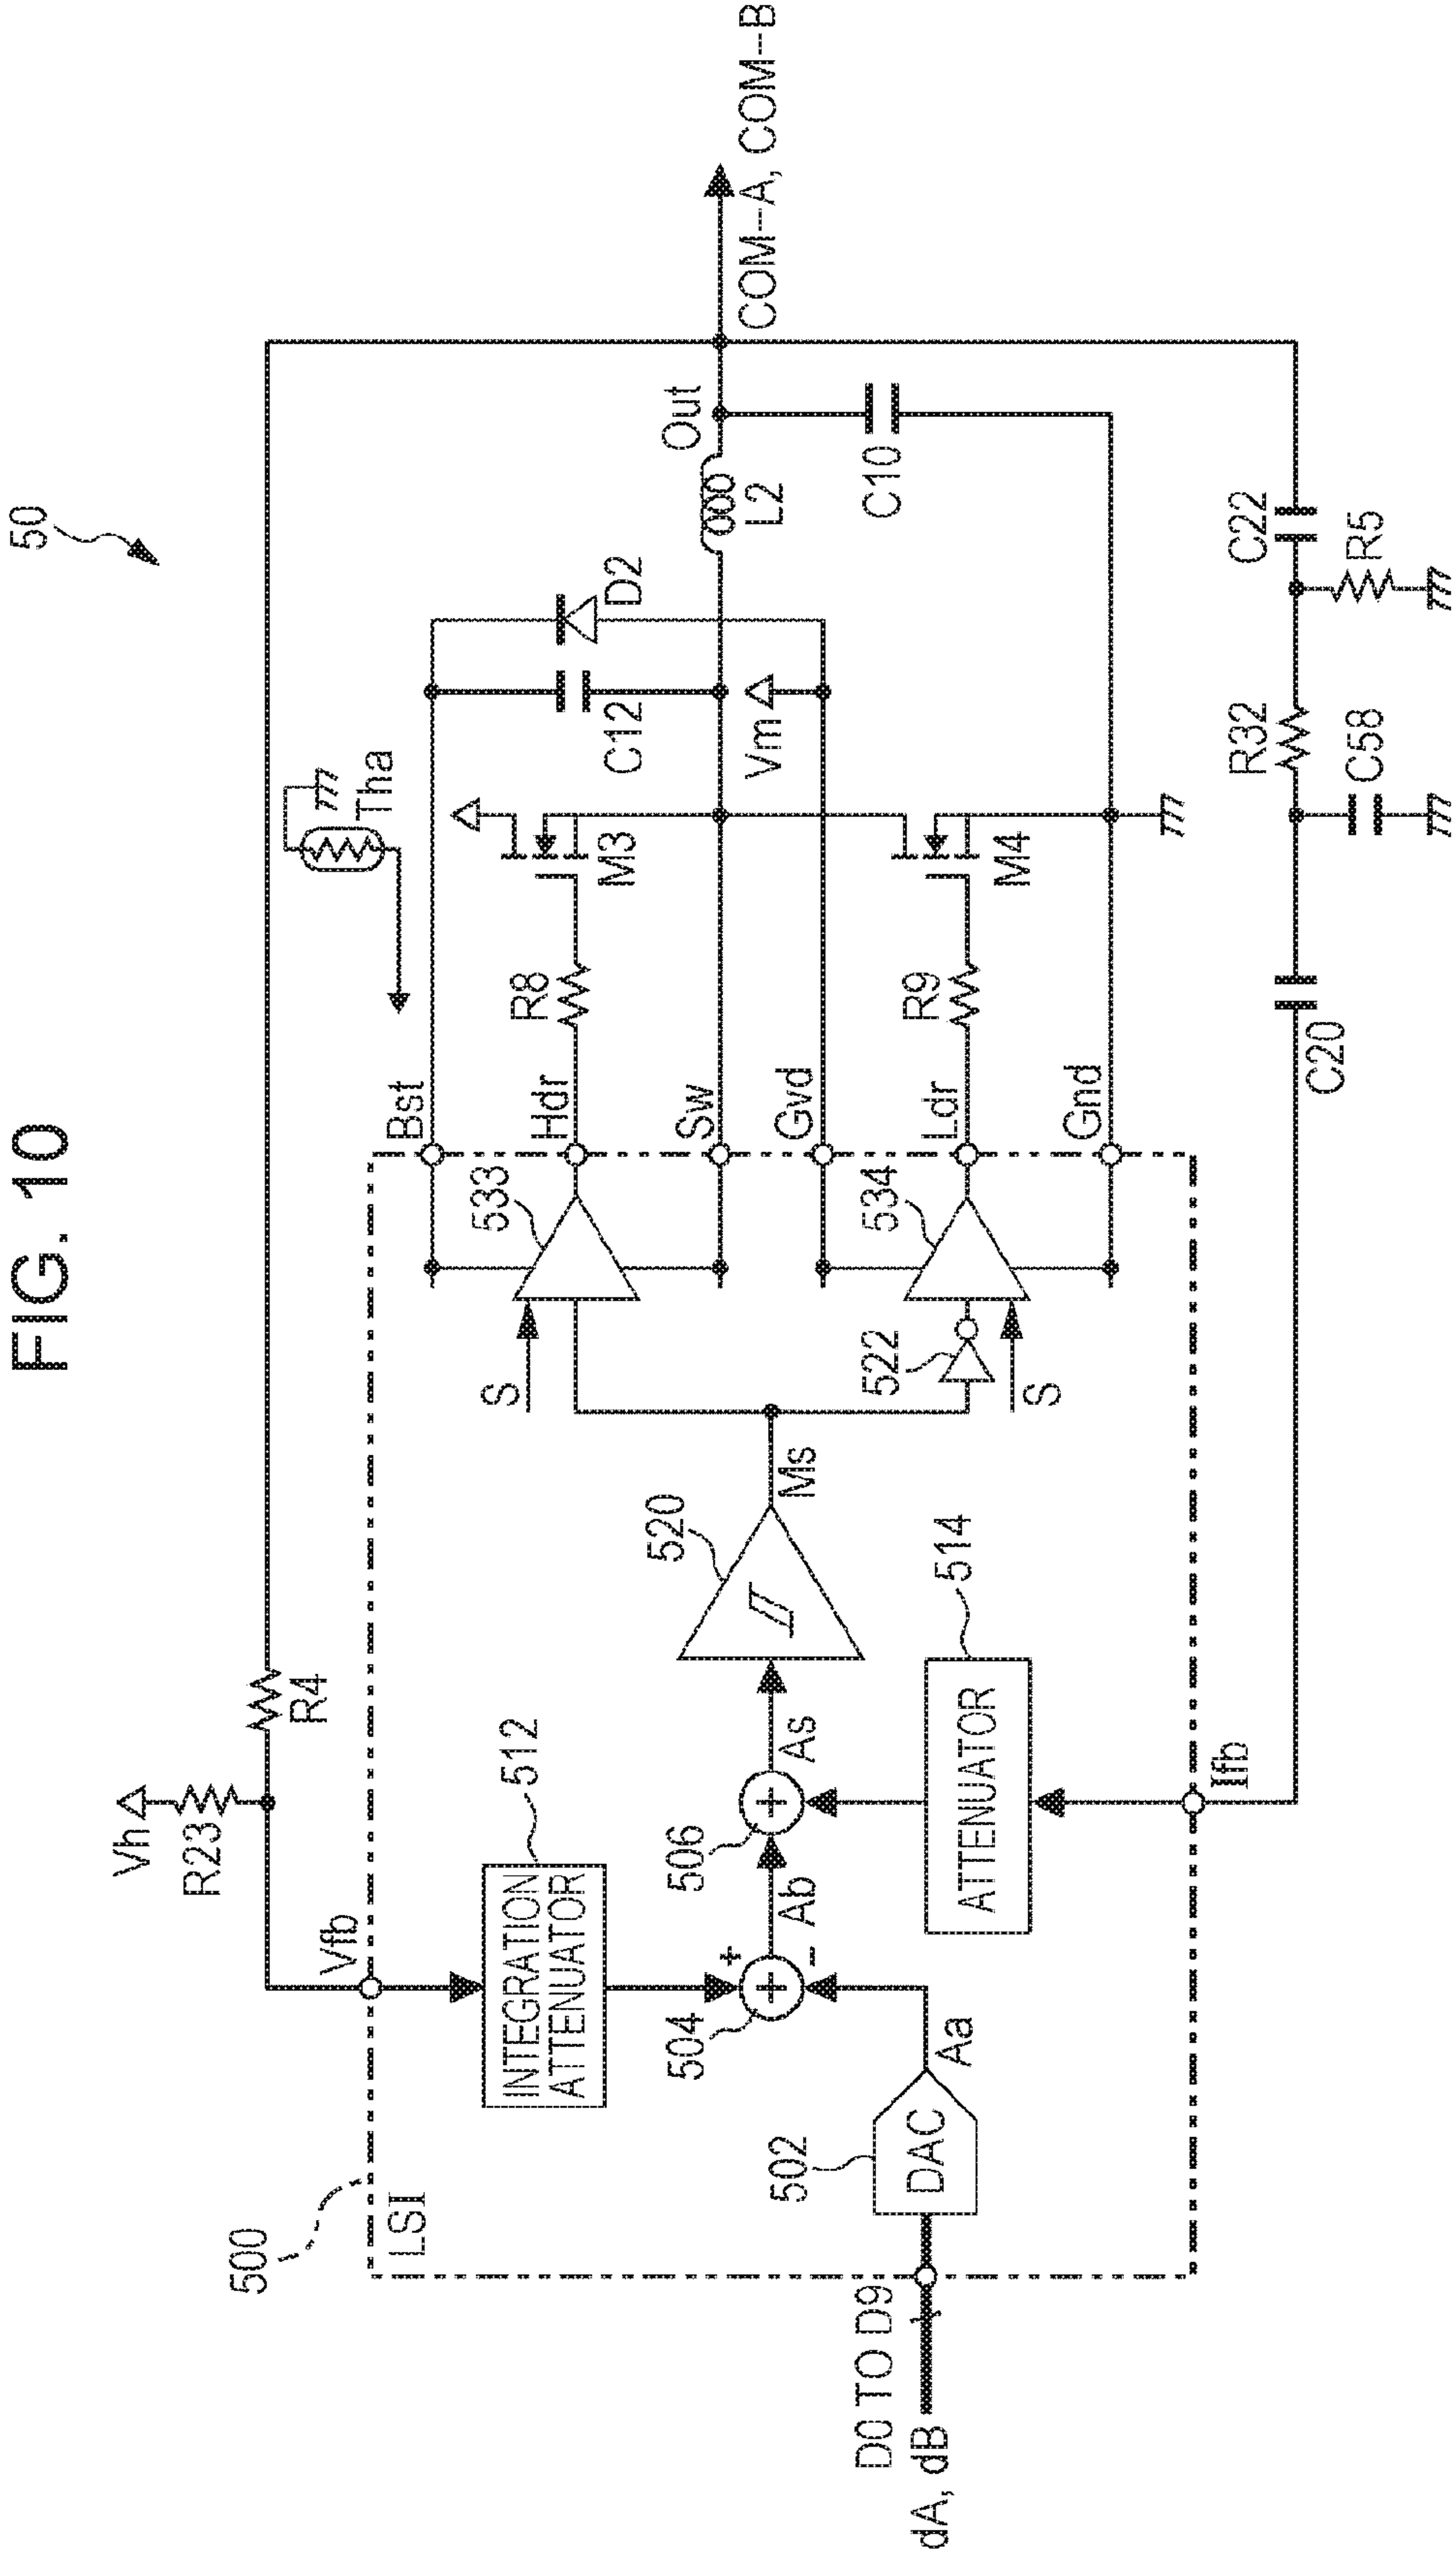 FIG. 10
50
Vh
R23
R4
Tha
Vfb
500
LSI
512
INTEGRATION
ATTENUATOR
Bst
533
S
Hdr
R8
M3
C12
D2
Sw
Out
L2
COM–A, COM–B
504
506
520
Ab
As
Ms
+
–
+
+
Gvd
Vm
C10
522
534
S
Ldr
R9
M4
Gnd
502
DAC
Aa
514
ATTENUATOR
D0 TO D9
dA, dB
Ifb
C20
R32
C58
C22
R5